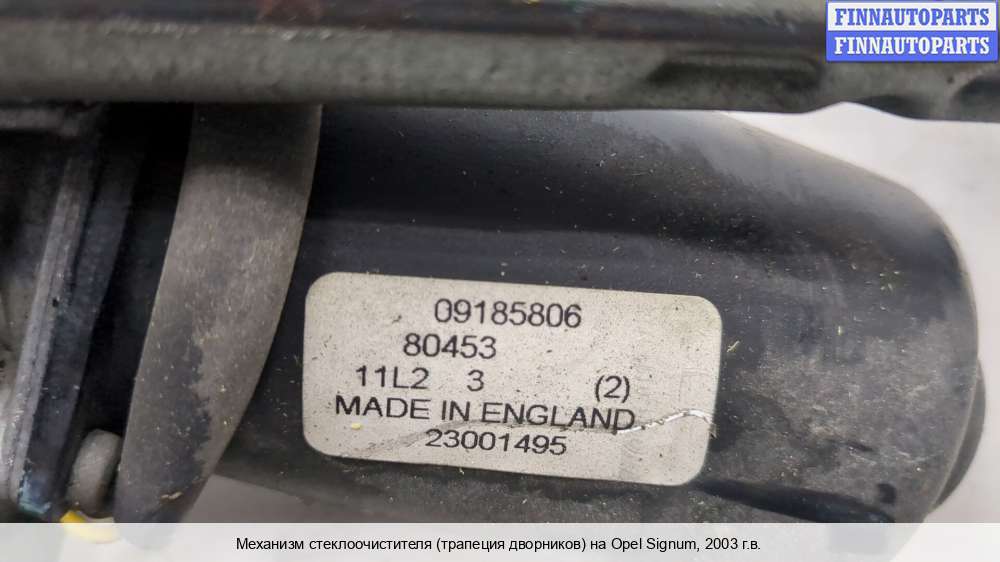 FINNAUTOPARTS
FINNAUTOPARTS
09185806
80453
11L2 3 (2)
MADE IN ENGLAND
23001495
Механизм стеклоочистителя (трапеция дворников) на Opel Signum, 2003 г.в.